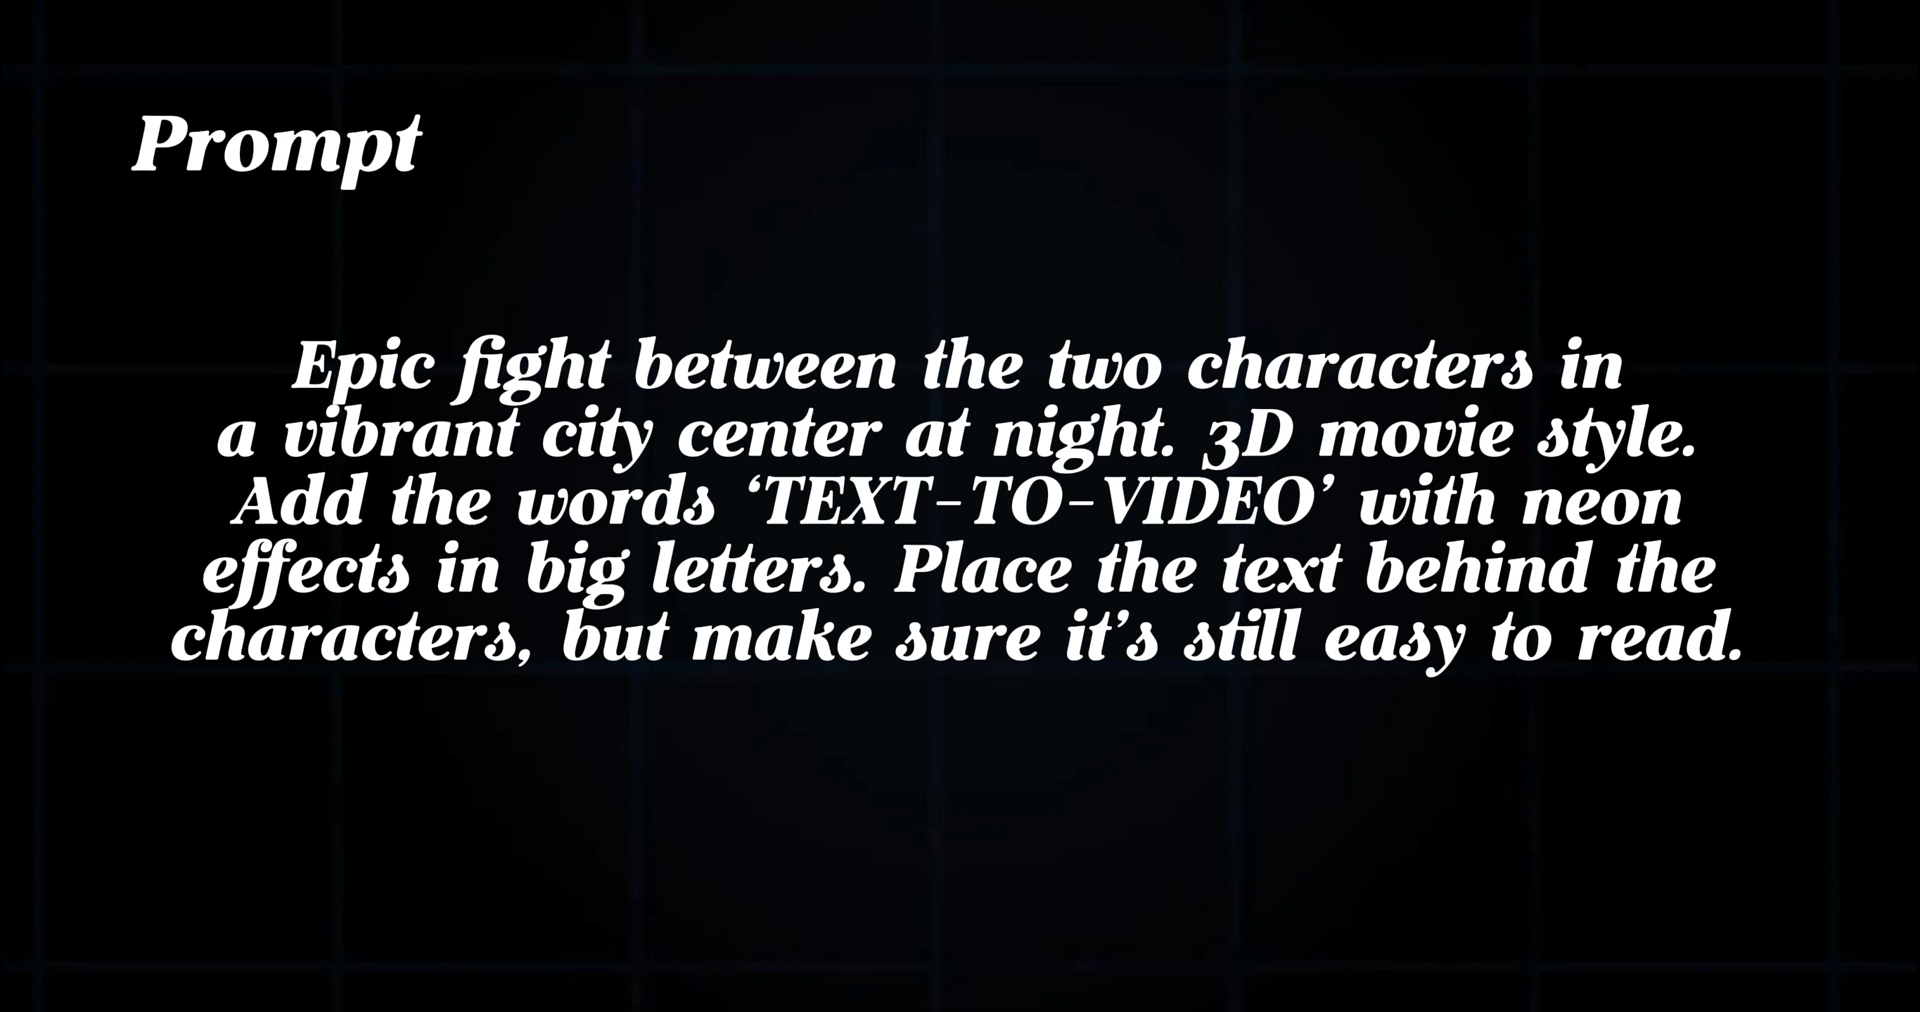 Prompt
Epic fight between the two characters in
a vibrant city center at night. 3D movie style.
Add the words ‘TEXT-TO-VIDEO’ with neon
effects in big letters. Place the text behind the
characters, but make sure it’s still easy to read.